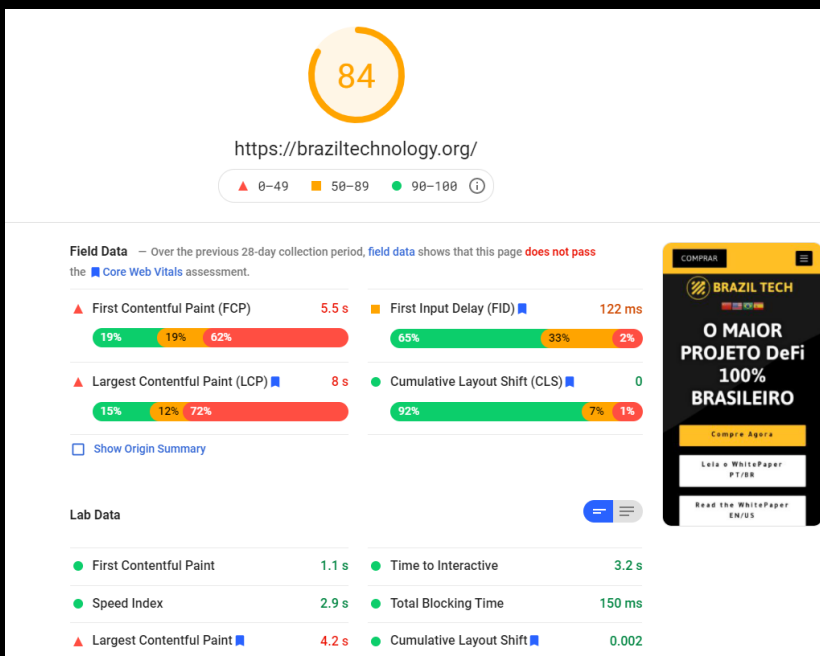 84
https://braziltechnology.org/
0–49 50–89 90–100
Field Data — Over the previous 28-day collection period, field data shows that this page does not pass
the Core Web Vitals assessment.
First Contentful Paint (FCP) 5.5 s
19% 19% 62%
First Input Delay (FID) 122 ms
65% 33% 2%
Largest Contentful Paint (LCP) 8 s
15% 12% 72%
Cumulative Layout Shift (CLS) 0
92% 7% 1%
Show Origin Summary
COMPRAR
BRAZIL TECH
O MAIOR
PROJETO DeFi
100%
BRASILEIRO
Compre Agora
Leia o WhitePaper
PT/BR
Read the WhitePaper
EN/US
Lab Data
First Contentful Paint 1.1 s
Time to Interactive 3.2 s
Speed Index 2.9 s
Total Blocking Time 150 ms
Largest Contentful Paint 4.2 s
Cumulative Layout Shift 0.002